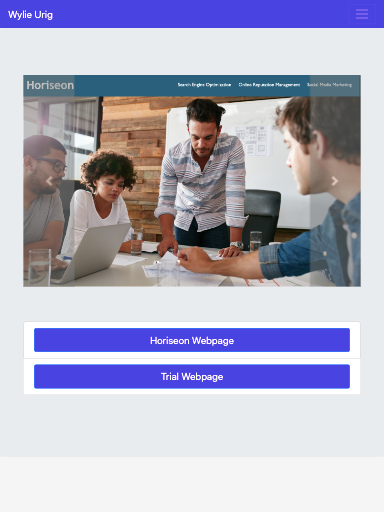 Wylie Urig
Horiseon
Search Engine Optimization Online Reputation Management Social Media Marketing
Horiseon Webpage
Trial Webpage